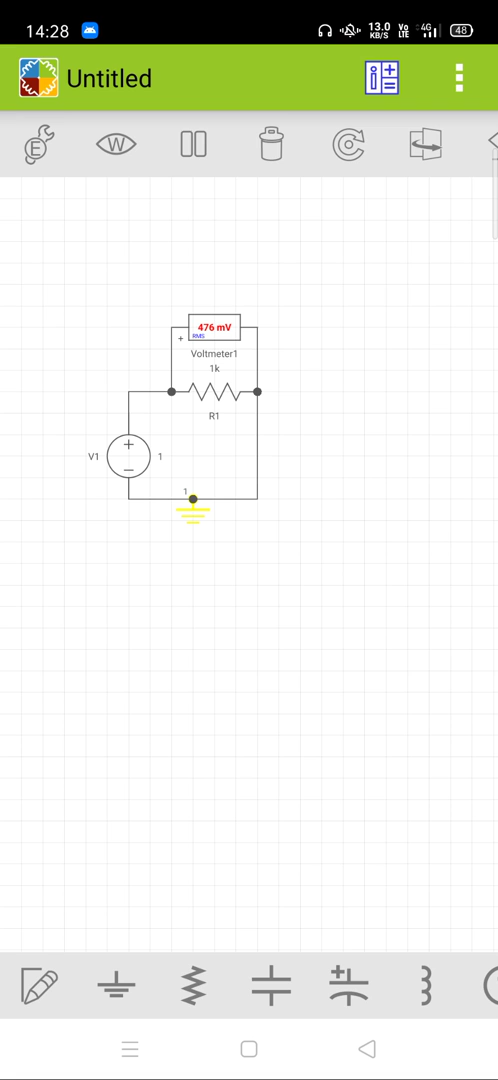 14:28
13.0 KB/S
Vo LTE
4G
48
Untitled
E
W
C
476 mV
RMS
+
Voltmeter1
1k
R1
V1
+
−
1
1